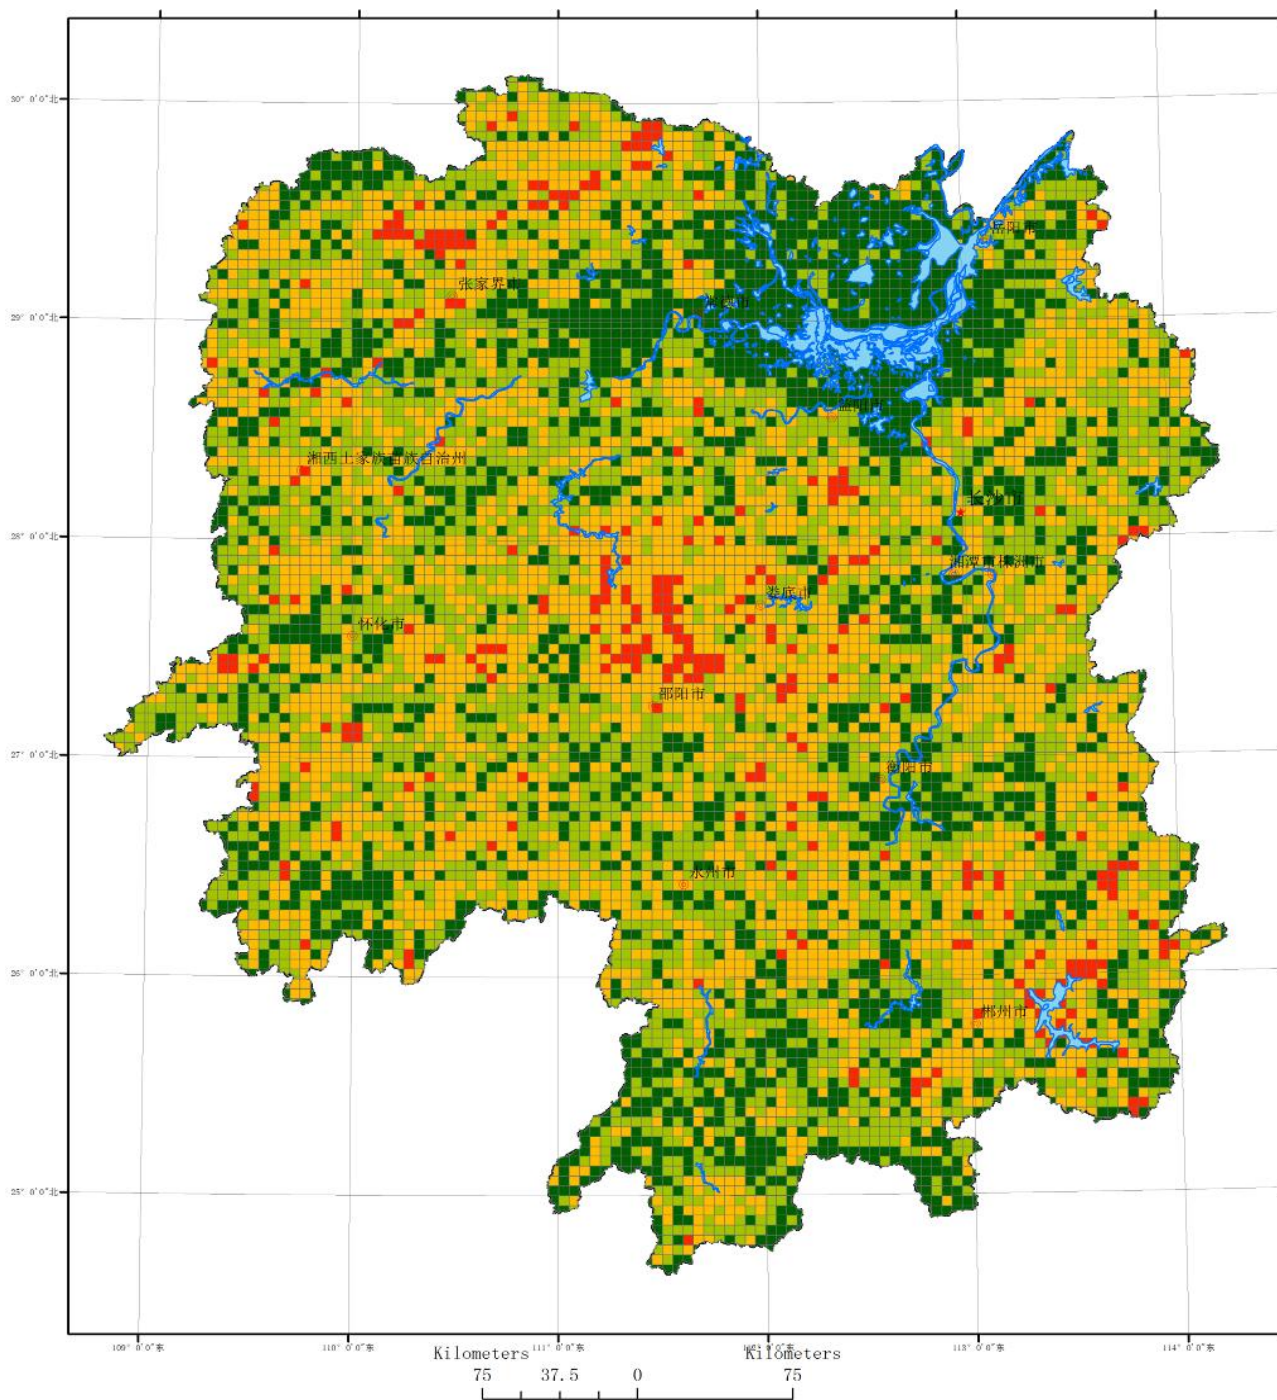 30° 0'0"北
岳阳市
张家界市
常德市
29° 0'0"北
益阳市
湘西土家族苗族自治州
长沙市
28° 0'0"北
湘潭市株洲市
娄底市
怀化市
邵阳市
27° 0'0"北
衡阳市
永州市
26° 0'0"北
郴州市
25° 0'0"北
109° 0'0"东
110° 0'0"东
111° 0'0"东
112° 0'0"东
113° 0'0"东
114° 0'0"东
Kilometers
Kilometers
75 37.5 0 75